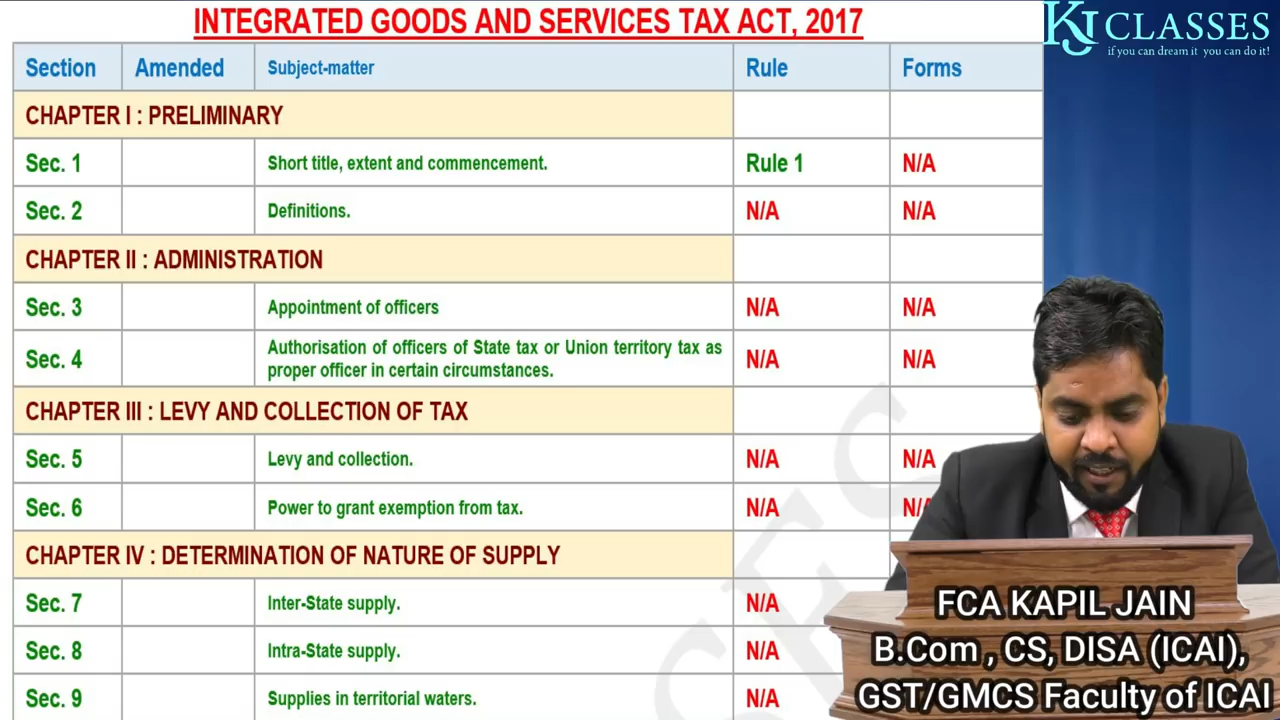 INTEGRATED GOODS AND SERVICES TAX ACT, 2017
KJ CLASSES
if you can dream it you can do it!
Section Amended Subject-matter Rule Forms
CHAPTER I : PRELIMINARY
Sec. 1 Short title, extent and commencement. Rule 1 N/A
Sec. 2 Definitions. N/A N/A
CHAPTER II : ADMINISTRATION
Sec. 3 Appointment of officers N/A N/A
Sec. 4 Authorisation of officers of State tax or Union territory tax as
proper officer in certain circumstances. N/A N/A
CHAPTER III : LEVY AND COLLECTION OF TAX
Sec. 5 Levy and collection. N/A N/A
Sec. 6 Power to grant exemption from tax. N/A
CHAPTER IV : DETERMINATION OF NATURE OF SUPPLY
Sec. 7 Inter-State supply. N/A
Sec. 8 Intra-State supply. N/A
Sec. 9 Supplies in territorial waters. N/A
FCA KAPIL JAIN
B.Com , CS, DISA (ICAI),
GST/GMCS Faculty of ICAI